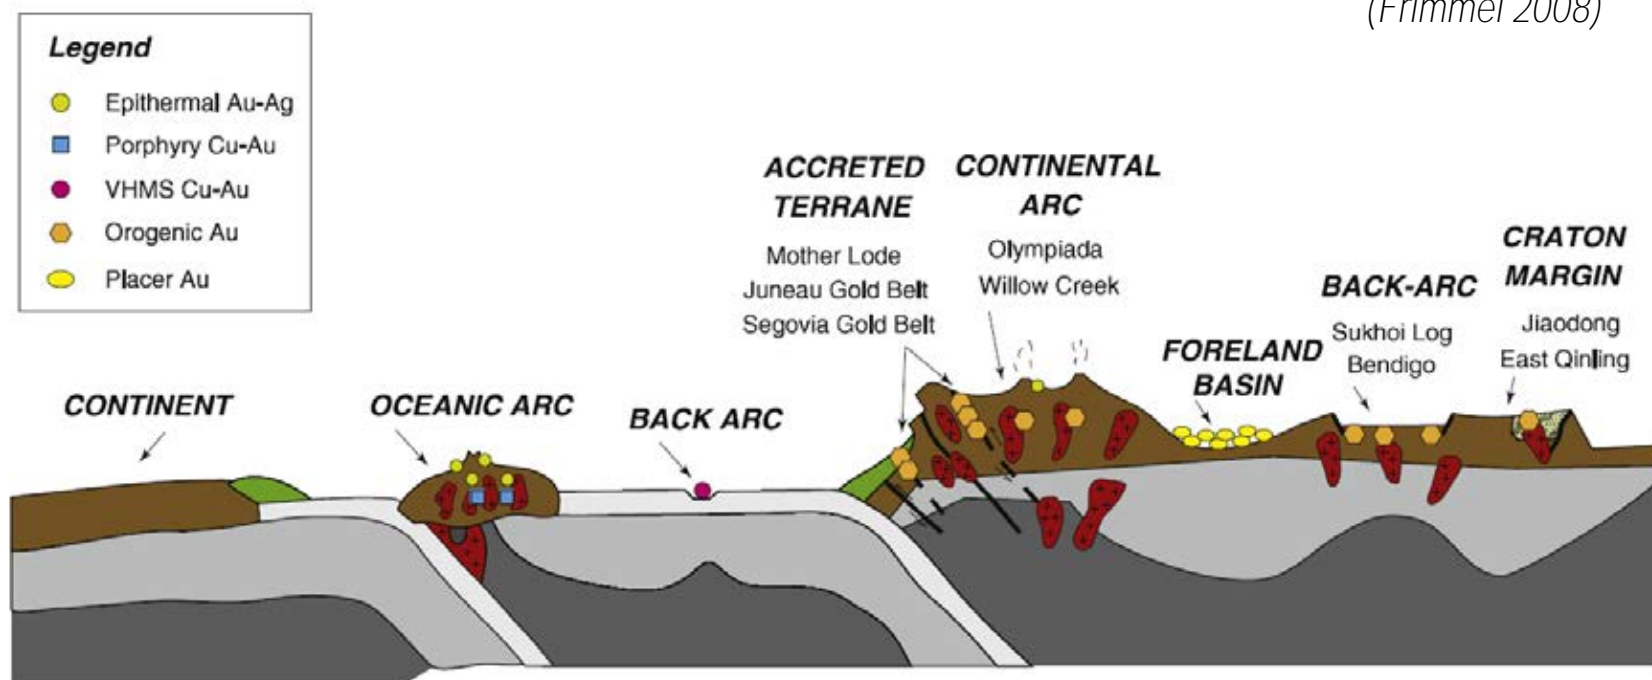 (Frimmel 2008)
Legend
Epithermal Au-Ag
Porphyry Cu-Au
VHMS Cu-Au
Orogenic Au
Placer Au
CONTINENT
OCEANIC ARC
BACK ARC
ACCRETED
TERRANE
Mother Lode
Juneau Gold Belt
Segovia Gold Belt
CONTINENTAL
ARC
Olympiada
Willow Creek
FORELAND
BASIN
BACK-ARC
Sukhoi Log
Bendigo
CRATON
MARGIN
Jiaodong
East Qinling